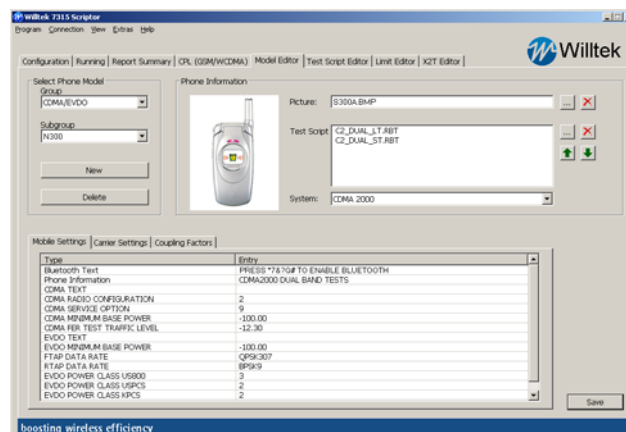 Willtek 7315 Scriptor
Program Connection View Extras Help
Willtek
Configuration Running Report Summary CPL (GSM/WCDMA) Model Editor Test Script Editor Limit Editor X2T Editor
Select Phone Model
Group
CDMA/EVDO
Subgroup
N300
New
Delete
Phone Information
Picture: S300A.BMP ...
Test Script C2_DUAL_LT.RBT ...
C2_DUAL_ST.RBT
System: CDMA 2000
Mobile Settings Carrier Settings Coupling Factors
Type Entry
Bluetooth Text PRESS *7&?G# TO ENABLE BLUETOOTH
Phone Information CDMA2000 DUAL BAND TESTS
CDMA TEXT
CDMA RADIO CONFIGURATION 2
CDMA SERVICE OPTION 9
CDMA MINIMUM BASE POWER -100.00
CDMA FER TEST TRAFFIC LEVEL -12.30
EVDO TEXT
EVDO MINIMUM BASE POWER -100.00
FTAP DATA RATE QPSK307
RTAP DATA RATE BPSK9
EVDO POWER CLASS US800 3
EVDO POWER CLASS USPCS 2
EVDO POWER CLASS KPCS 2
Save
boosting wireless efficiency